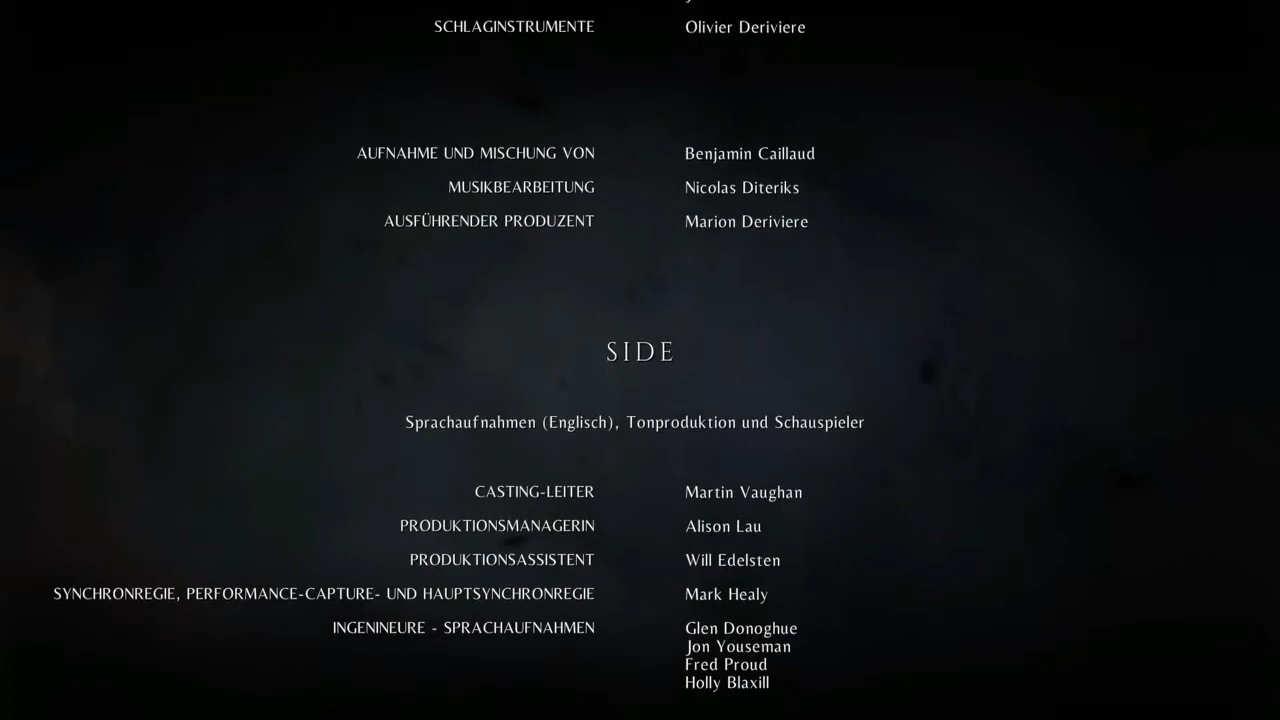 SCHLAGINSTRUMENTE Olivier Deriviere
AUFNAHME UND MISCHUNG VON Benjamin Caillaud
MUSIKBEARBEITUNG Nicolas Diteriks
AUSFÜHRENDER PRODUZENT Marion Deriviere
SIDE
Sprachaufnahmen (Englisch), Tonproduktion und Schauspieler
CASTING-LEITER Martin Vaughan
PRODUKTIONSMANAGERIN Alison Lau
PRODUKTIONSASSISTENT Will Edelsten
SYNCHRONREGIE, PERFORMANCE-CAPTURE- UND HAUPTSYNCHRONREGIE Mark Healy
INGENINEURE - SPRACHAUFNAHMEN Glen Donoghue
Jon Youseman
Fred Proud
Holly Blaxill